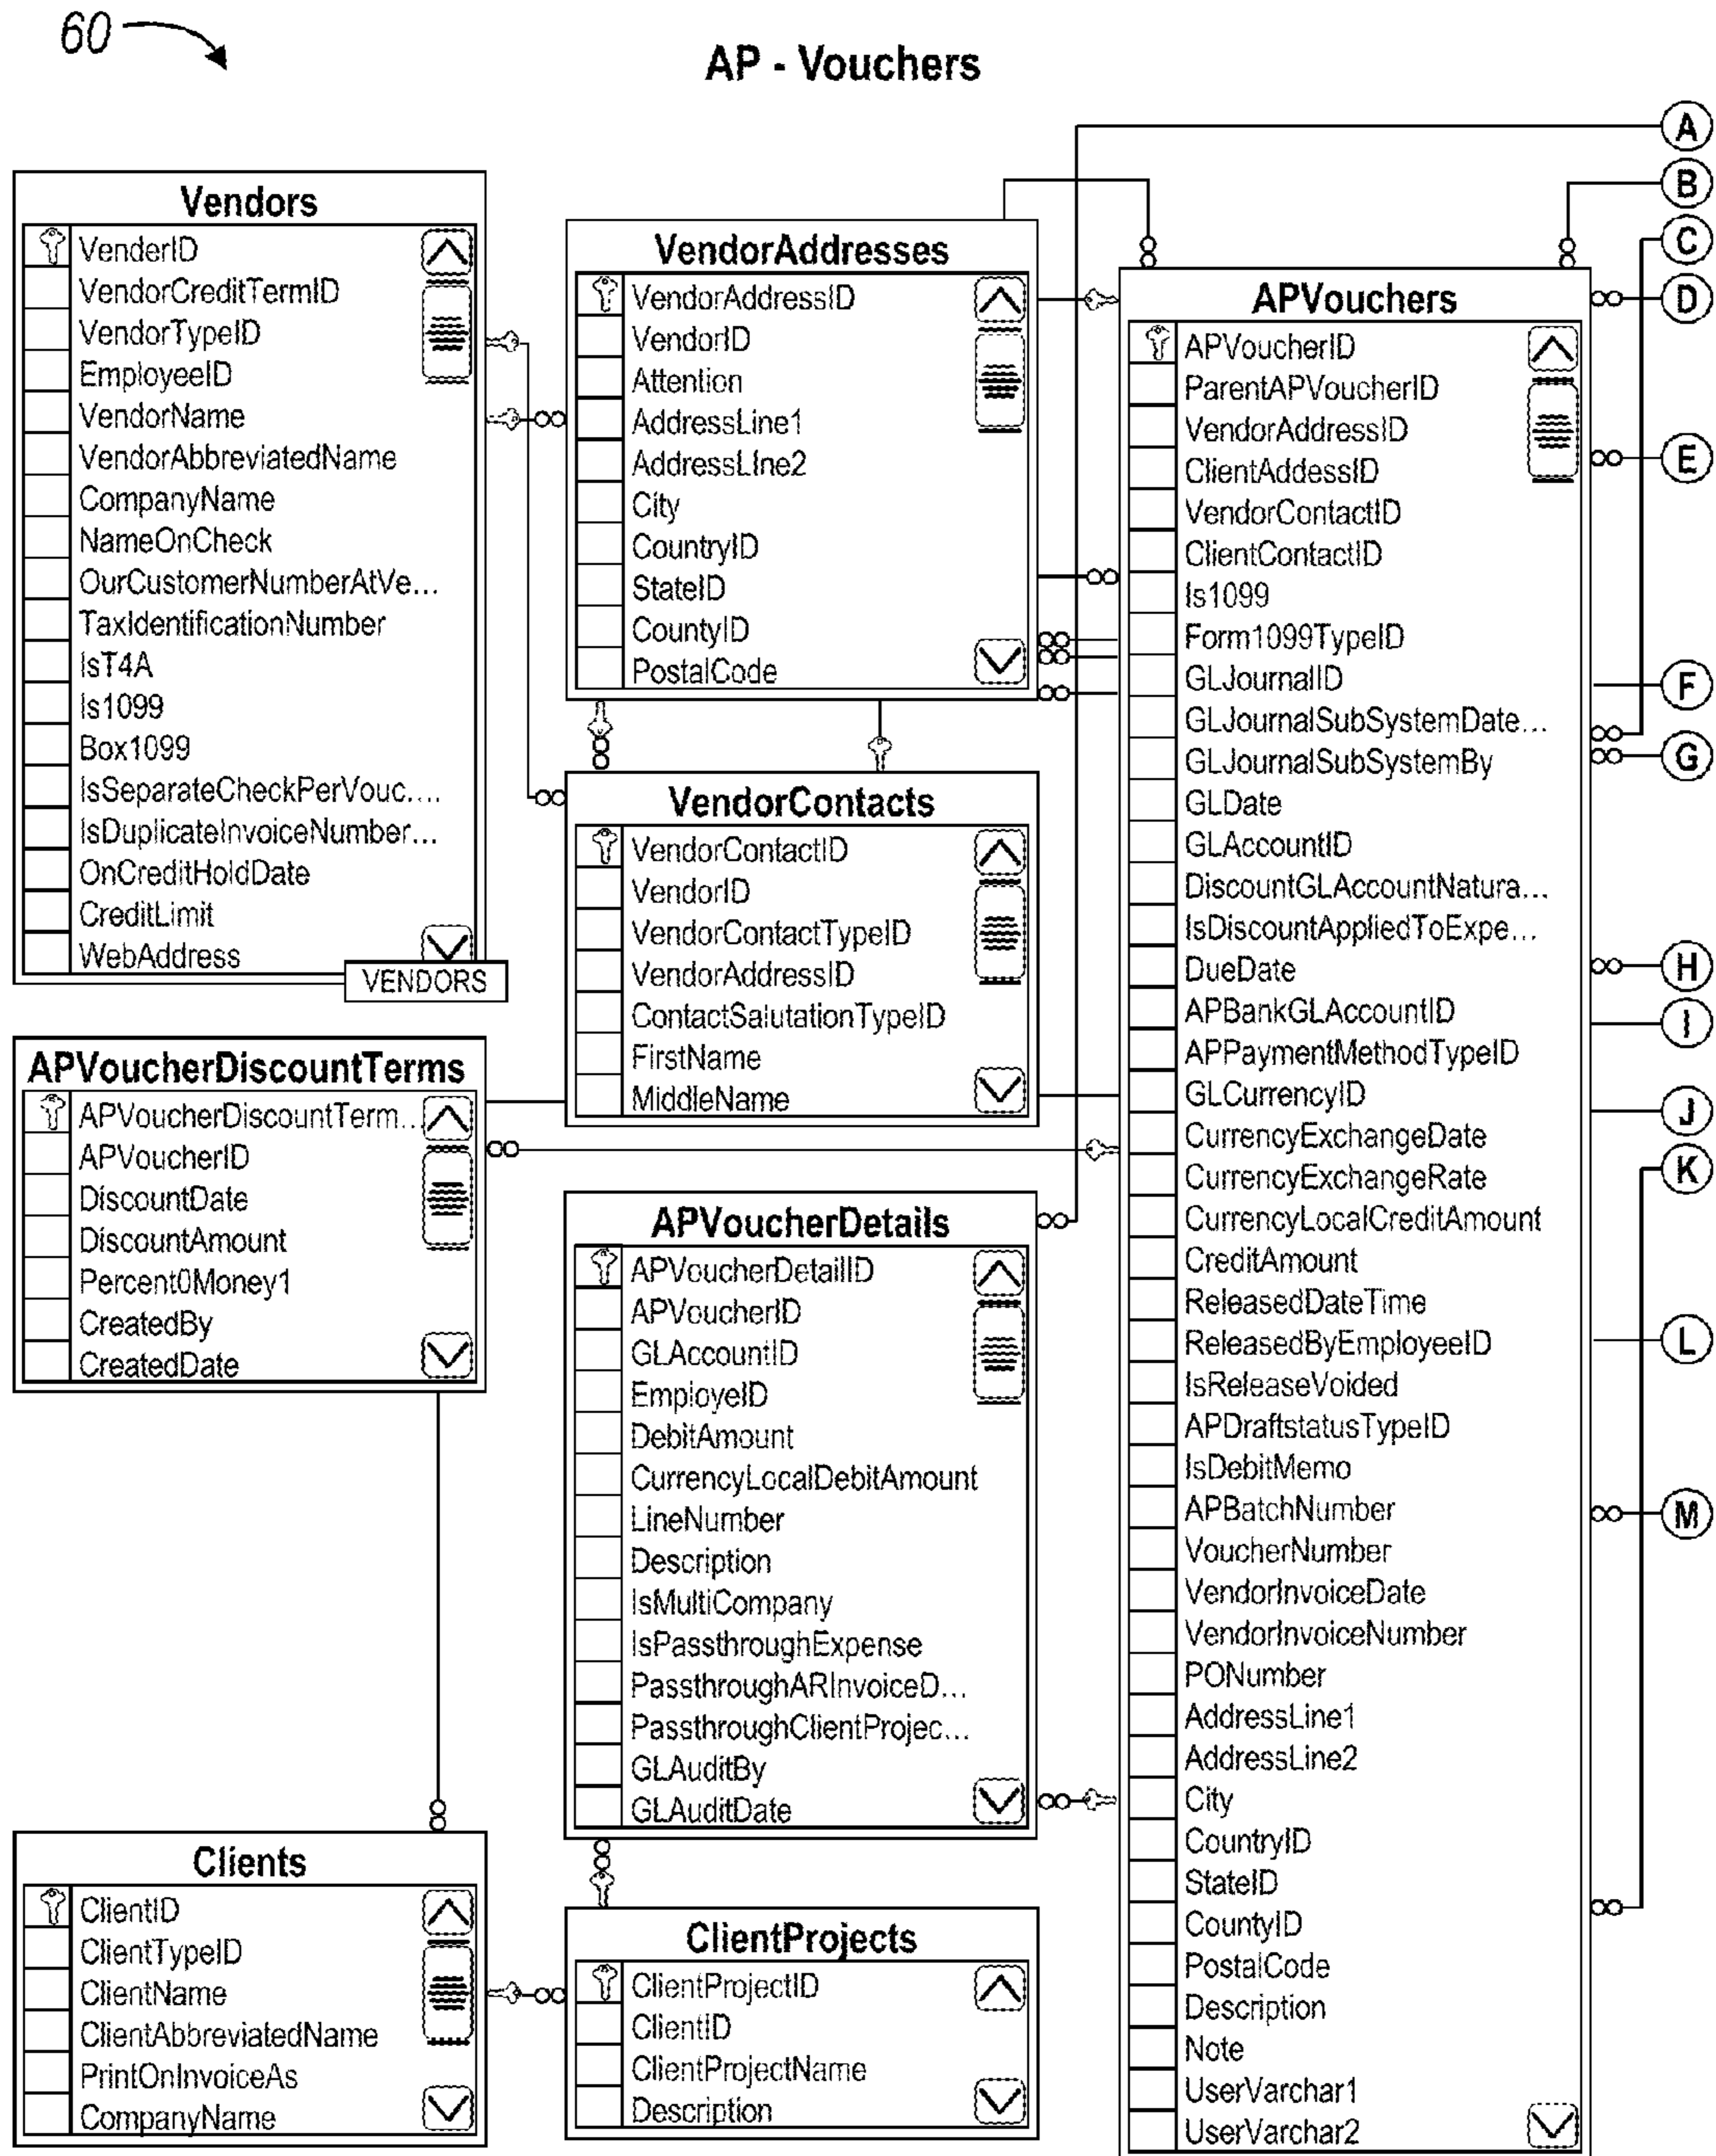 60
AP - Vouchers
A
B
C
D
E
F
G
H
I
J
K
L
M
Vendors
VenderID
VendorCreditTermID
VendorTypeID
EmployeeID
VendorName
VendorAbbreviatedName
CompanyName
NameOnCheck
OurCustomerNumberAtVe...
TaxIdentificationNumber
IsT4A
Is1099
Box1099
IsSeparateCheckPerVouc....
IsDuplicateInvoiceNumber...
OnCreditHoldDate
CreditLimit
WebAddress
VENDORS
APVoucherDiscountTerms
APVoucherDiscountTerm...
APVoucherID
DiscountDate
DiscountAmount
Percent0Money1
CreatedBy
CreatedDate
Clients
ClientID
ClientTypeID
ClientName
ClientAbbreviatedName
PrintOnInvoiceAs
CompanyName
VendorAddresses
VendorAddressID
VendorID
Attention
AddressLine1
AddressLIne2
City
CountryID
StateID
CountyID
PostalCode
VendorContacts
VendorContactID
VendorID
VendorContactTypeID
VendorAddressID
ContactSalutationTypeID
FirstName
MiddleName
APVoucherDetails
APVoucherDetailID
APVoucherID
GLAccountID
EmployeID
DebitAmount
CurrencyLocalDebitAmount
LineNumber
Description
IsMultiCompany
IsPassthroughExpense
PassthroughARInvoiceD...
PassthroughClientProjec...
GLAuditBy
GLAuditDate
ClientProjects
ClientProjectID
ClientID
ClientProjectName
Description
APVouchers
APVoucherID
ParentAPVoucherID
VendorAddressID
ClientAddessID
VendorContactID
ClientContactID
Is1099
Form1099TypeID
GLJournalID
GLJournalSubSystemDate...
GLJournalSubSystemBy
GLDate
GLAccountID
DiscountGLAccountNatura...
IsDiscountAppliedToExpe...
DueDate
APBankGLAccountID
APPaymentMethodTypeID
GLCurrencyID
CurrencyExchangeDate
CurrencyExchangeRate
CurrencyLocalCreditAmount
CreditAmount
ReleasedDateTime
ReleasedByEmployeeID
IsReleaseVoided
APDraftstatusTypeID
IsDebitMemo
APBatchNumber
VoucherNumber
VendorInvoiceDate
VendorInvoiceNumber
PONumber
AddressLine1
AddressLine2
City
CountryID
StateID
CountyID
PostalCode
Description
Note
UserVarchar1
UserVarchar2